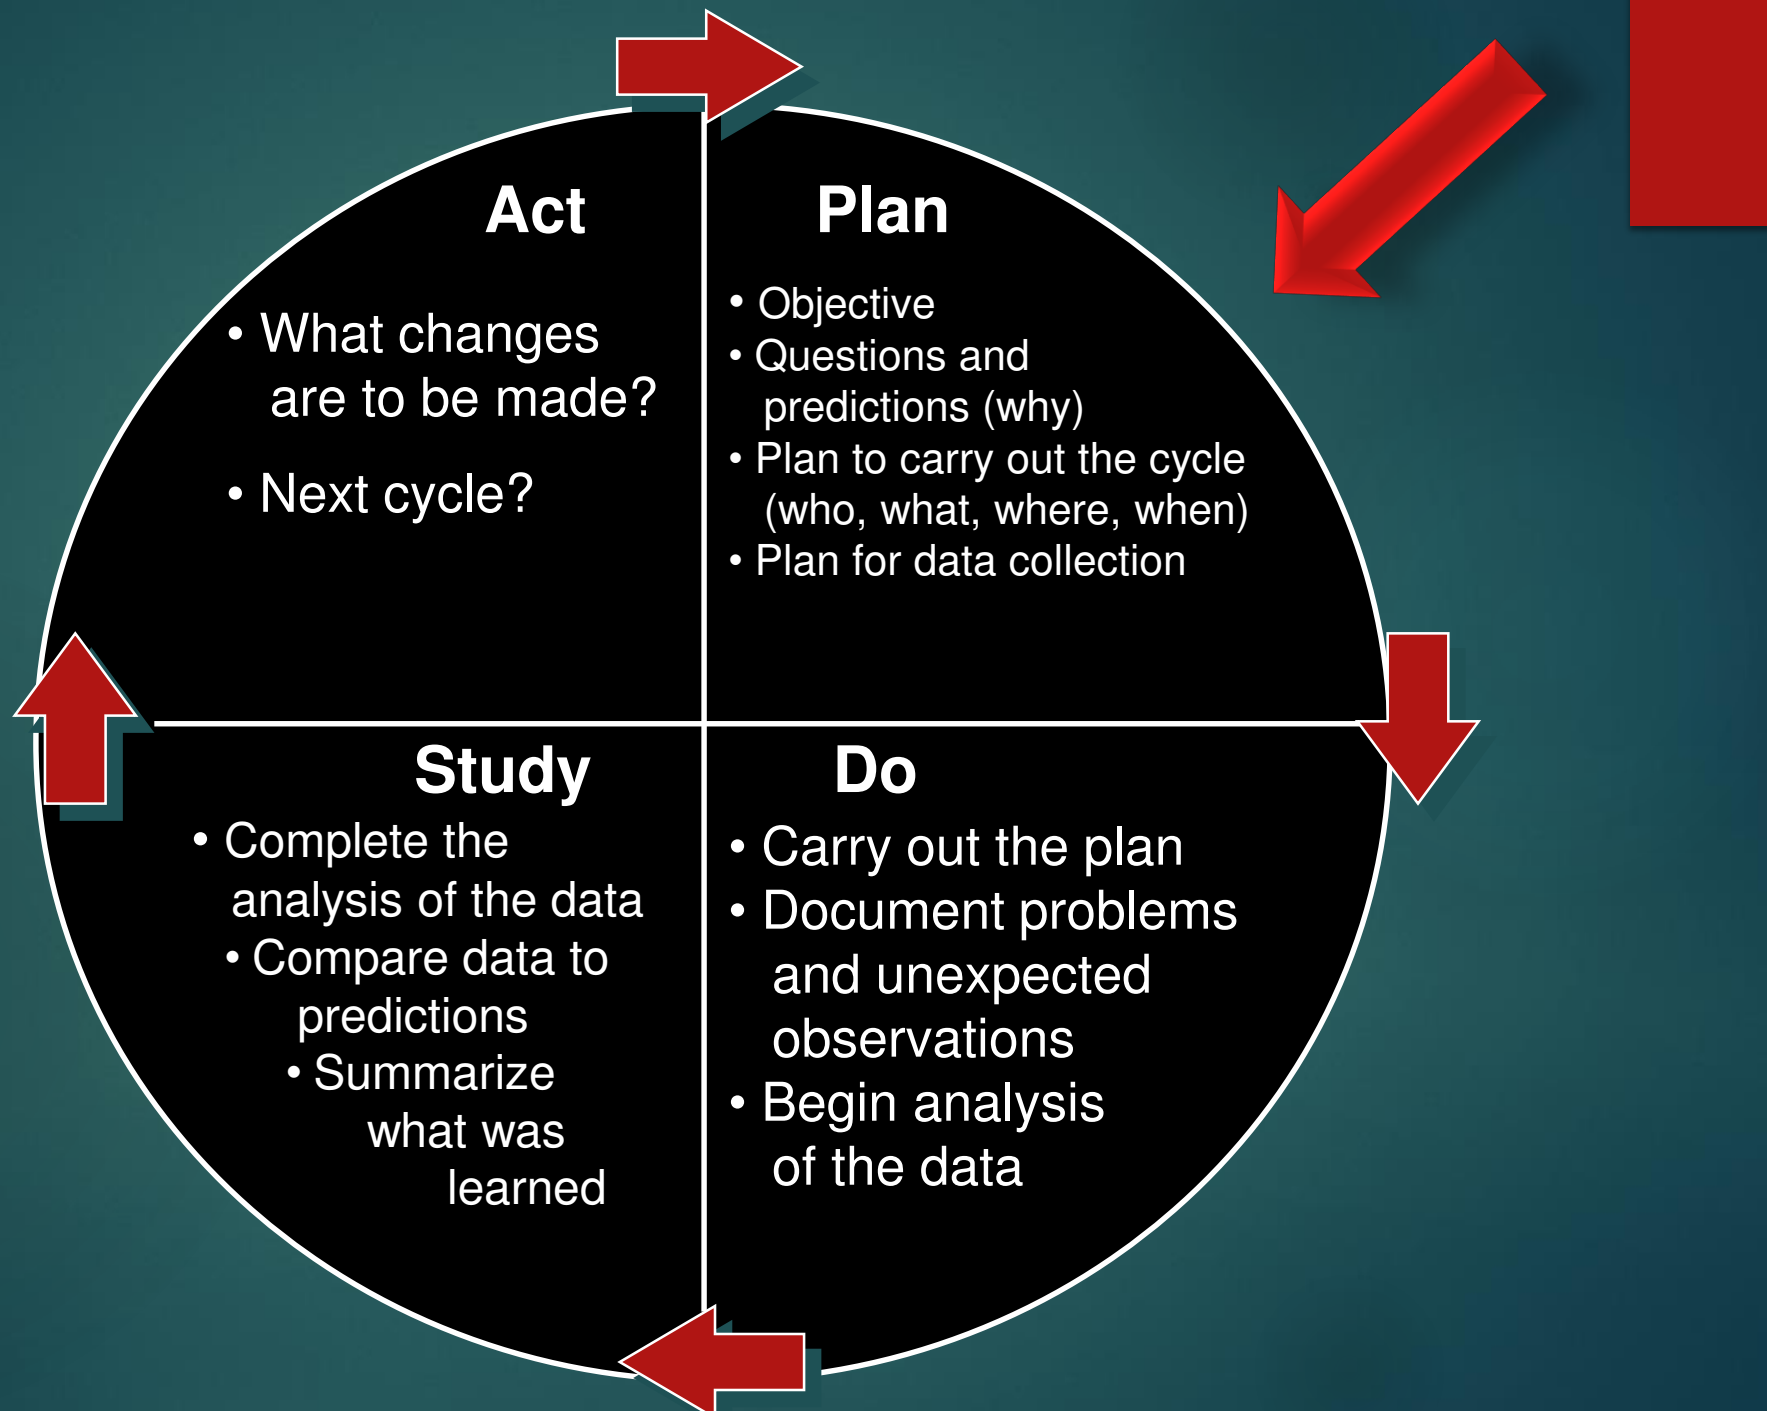 Act
• What changes
are to be made?
• Next cycle?
Plan
• Objective
• Questions and
predictions (why)
• Plan to carry out the cycle
(who, what, where, when)
• Plan for data collection
Study
• Complete the
analysis of the data
• Compare data to
predictions
• Summarize
what was
learned
Do
• Carry out the plan
• Document problems
and unexpected
observations
• Begin analysis
of the data